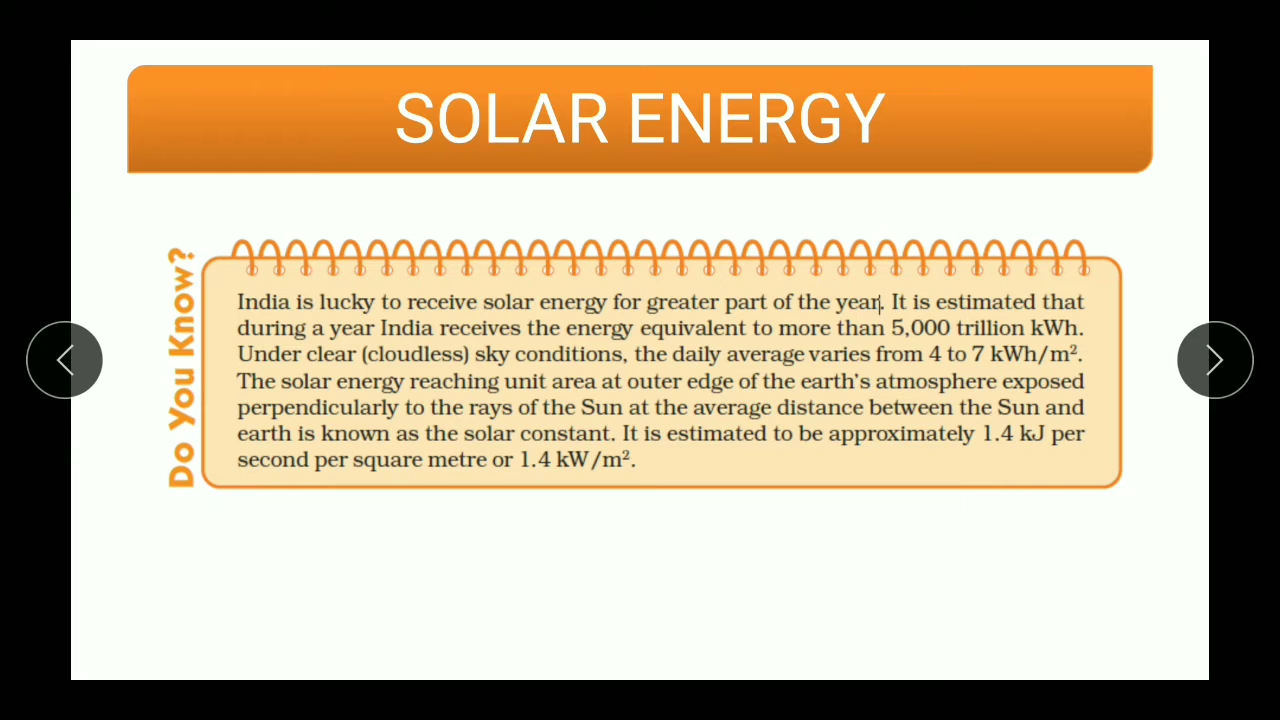 SOLAR ENERGY
Do You Know?
India is lucky to receive solar energy for greater part of the year. It is estimated that
during a year India receives the energy equivalent to more than 5,000 trillion kWh.
Under clear (cloudless) sky conditions, the daily average varies from 4 to 7 kWh/m².
The solar energy reaching unit area at outer edge of the earth's atmosphere exposed
perpendicularly to the rays of the Sun at the average distance between the Sun and
earth is known as the solar constant. It is estimated to be approximately 1.4 kJ per
second per square metre or 1.4 kW/m².